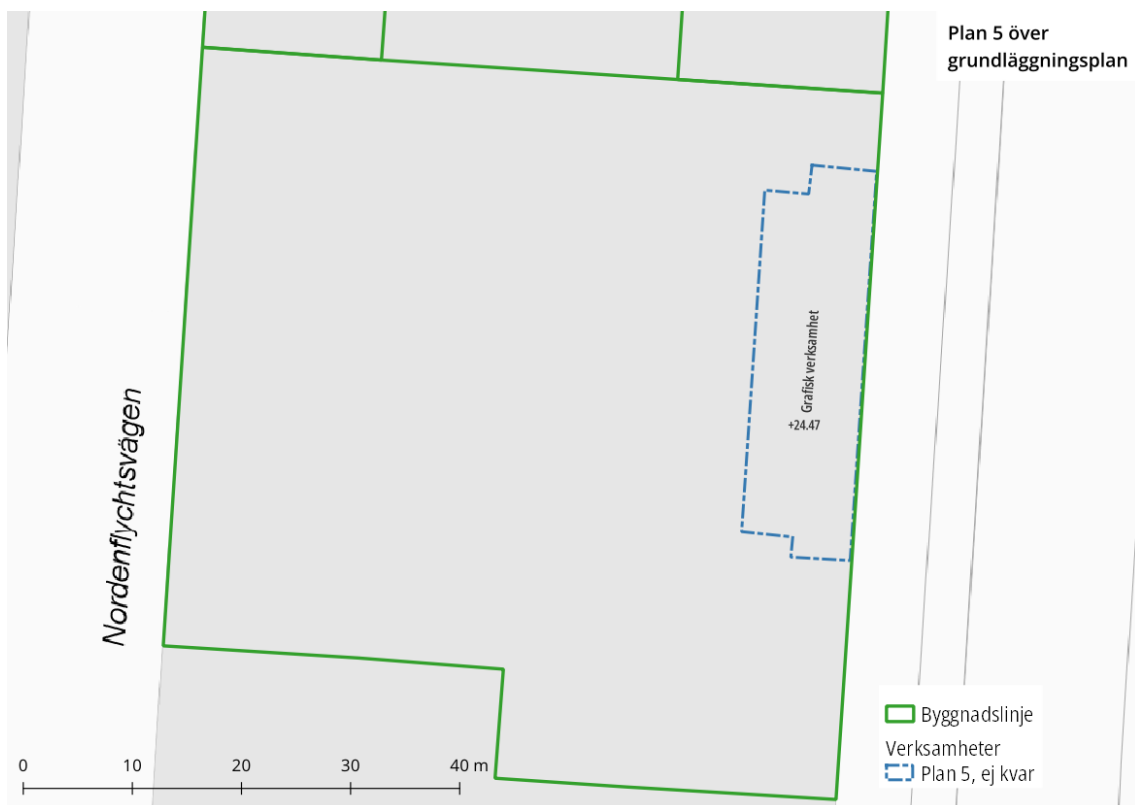 Plan 5 över
grundläggningsplan
Grafisk verksamhet
+24.47
Nordenflychtsvägen
Byggnadslinje
Verksamheter
Plan 5, ej kvar
0 10 20 30 40 m